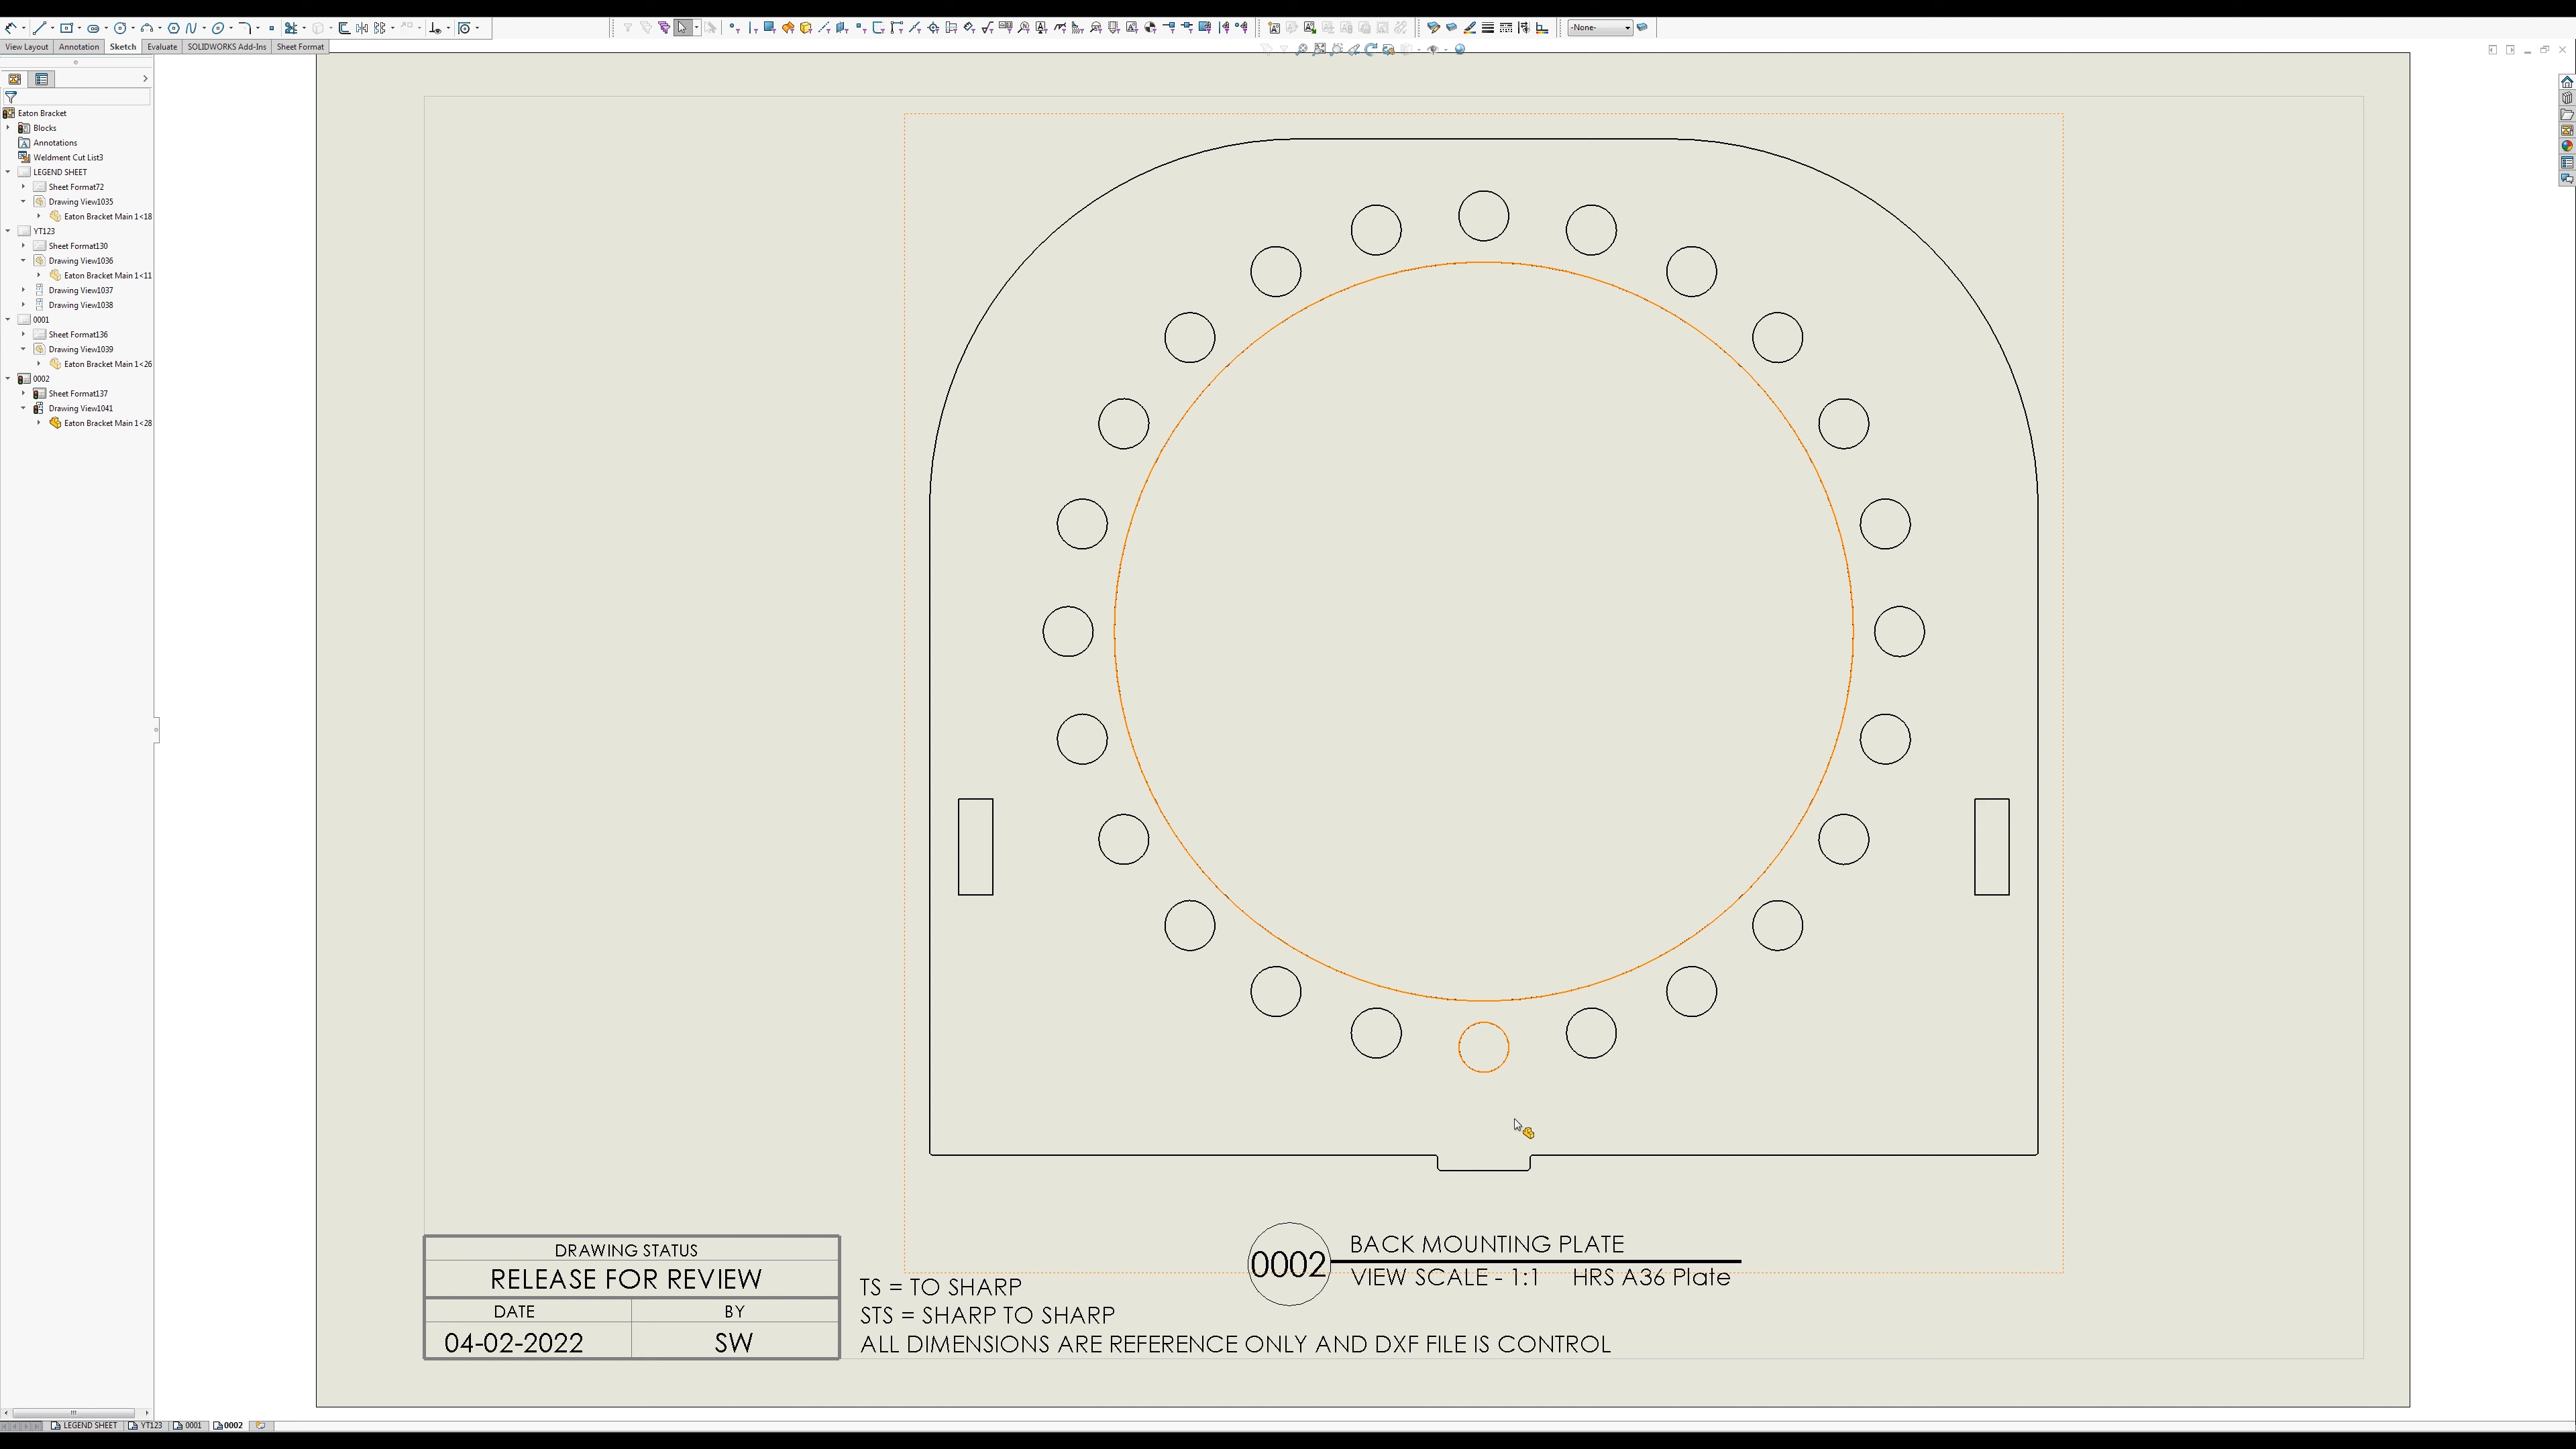 -None-
View Layout
Annotation
Sketch
Evaluate
SOLIDWORKS Add-Ins
Sheet Format
Eaton Bracket
Blocks
Annotations
Weldment Cut List3
LEGEND SHEET
Sheet Format72
Drawing View1035
Eaton Bracket Main 1<18
YT123
Sheet Format130
Drawing View1036
Eaton Bracket Main 1<11
Drawing View1037
Drawing View1038
0001
Sheet Format136
Drawing View1039
Eaton Bracket Main 1<26
0002
Sheet Format137
Drawing View1041
Eaton Bracket Main 1<28
DRAWING STATUS
RELEASE FOR REVIEW
DATE BY
04-02-2022 SW
TS = TO SHARP
STS = SHARP TO SHARP
ALL DIMENSIONS ARE REFERENCE ONLY AND DXF FILE IS CONTROL
0002
BACK MOUNTING PLATE
VIEW SCALE - 1:1 HRS A36 Plate
LEGEND SHEET
YT123
0001
0002